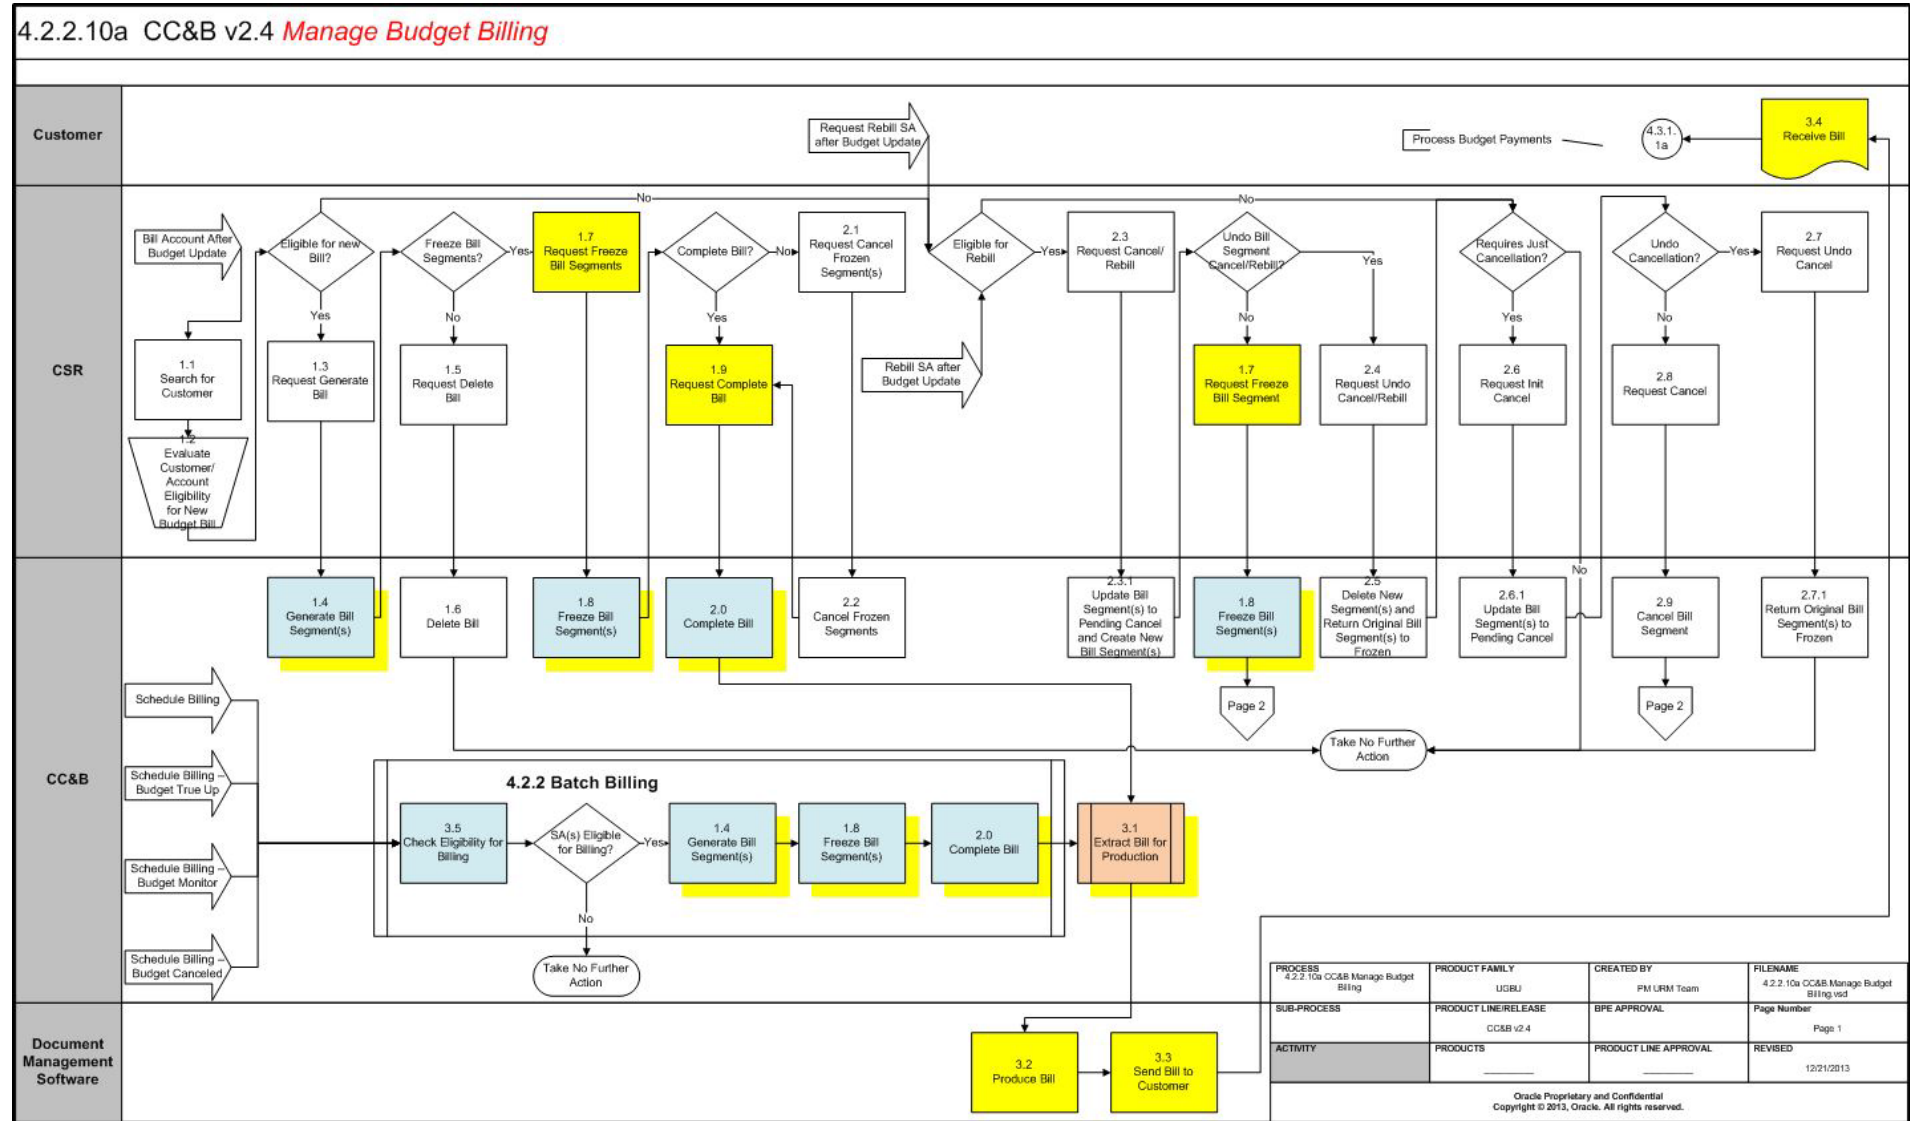 4.2.2.10a CC&B v2.4 Manage Budget Billing
Customer
Request Rebill SA
after Budget Update
Process Budget Payments
4.3.1.
1a
3.4
Receive Bill
CSR
Bill Account After
Budget Update
Eligible for new
Bill?
No
Freeze Bill
Segments?
Yes
1.7
Request Freeze
Bill Segments
Complete Bill?
No
2.1
Request Cancel
Frozen
Segment(s)
Eligible for
Rebill
Yes
No
2.3
Request Cancel/
Rebill
Undo Bill
Segment
Cancel/Rebill?
Yes
Requires Just
Cancellation?
Undo
Cancellation?
Yes
2.7
Request Undo
Cancel
Yes
No
Yes
No
Yes
No
1.1
Search for
Customer
1.3
Request Generate
Bill
1.5
Request Delete
Bill
1.9
Request Complete
Bill
Rebill SA after
Budget Update
1.7
Request Freeze
Bill Segment
2.4
Request Undo
Cancel/Rebill
2.6
Request Init
Cancel
2.8
Request Cancel
1.2
Evaluate
Customer/
Account
Eligibility
for New
Budget Bill
No
CC&B
1.4
Generate Bill
Segment(s)
1.6
Delete Bill
1.8
Freeze Bill
Segment(s)
2.0
Complete Bill
2.2
Cancel Frozen
Segments
2.3.1
Update Bill
Segment(s) to
Pending Cancel
and Create New
Bill Segment(s)
1.8
Freeze Bill
Segment(s)
2.5
Delete New
Segment(s) and
Return Original Bill
Segment(s) to
Frozen
2.6.1
Update Bill
Segment(s) to
Pending Cancel
2.9
Cancel Bill
Segment
2.7.1
Return Original Bill
Segment(s) to
Frozen
Schedule Billing
Page 2
Page 2
Take No Further
Action
Schedule Billing –
Budget True Up
Schedule Billing –
Budget Monitor
Schedule Billing –
Budget Canceled
4.2.2 Batch Billing
3.5
Check Eligibility for
Billing
SA(s) Eligible
for Billing?
Yes
1.4
Generate Bill
Segment(s)
1.8
Freeze Bill
Segment(s)
2.0
Complete Bill
3.1
Extract Bill for
Production
No
Take No Further
Action
Document
Management
Software
3.2
Produce Bill
3.3
Send Bill to
Customer
PROCESS
4.2.2.10a CC&B Manage Budget
Billing
PRODUCT FAMILY
UGBU
CREATED BY
PM URM Team
FILENAME
4.2.2.10a CC&B.Manage Budget
Billing.vsd
SUB-PROCESS
PRODUCT LINE/RELEASE
CC&B v2.4
BPE APPROVAL
Page Number
Page 1
ACTIVITY
PRODUCTS
PRODUCT LINE APPROVAL
REVISED
12/21/2013
Oracle Proprietary and Confidential
Copyright © 2013, Oracle. All rights reserved.